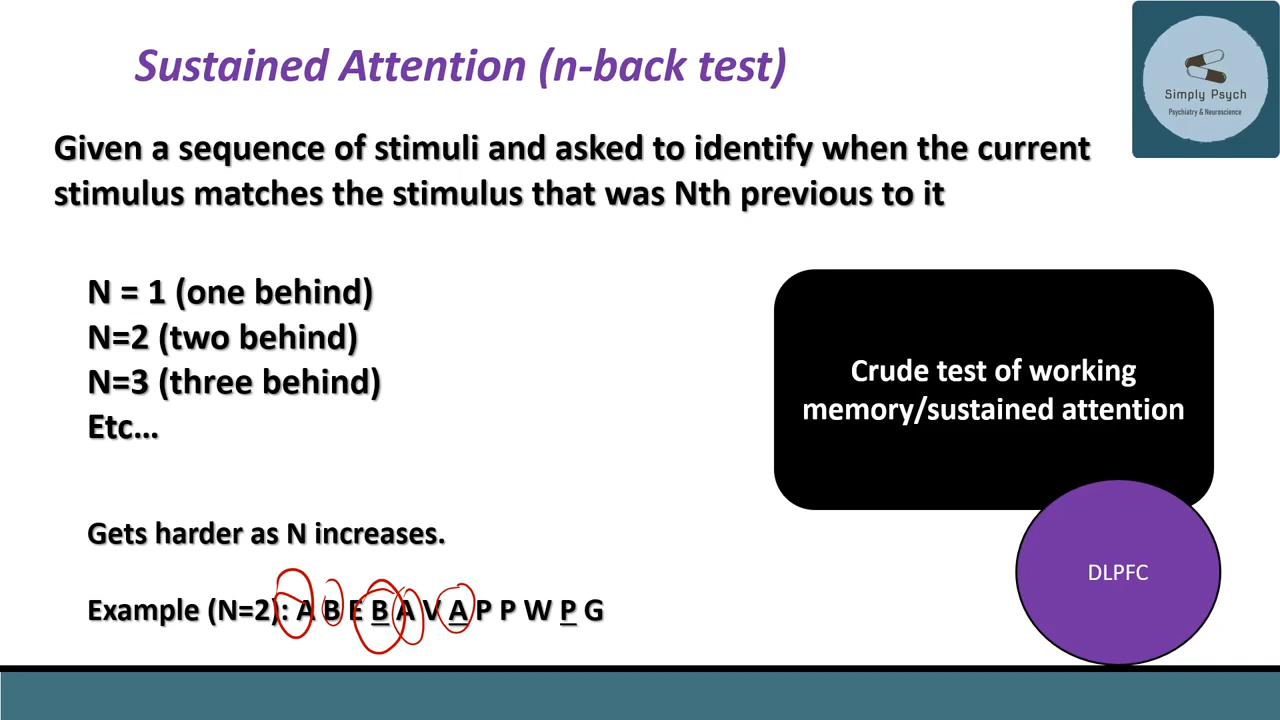 Sustained Attention (n-back test)
Simply Psych
Psychiatry & Neuroscience
Given a sequence of stimuli and asked to identify when the current
stimulus matches the stimulus that was Nth previous to it
N = 1 (one behind)
N=2 (two behind)
N=3 (three behind)
Etc…
Crude test of working
memory/sustained attention
Gets harder as N increases.
DLPFC
Example (N=2): A B E B A V A P P W P G